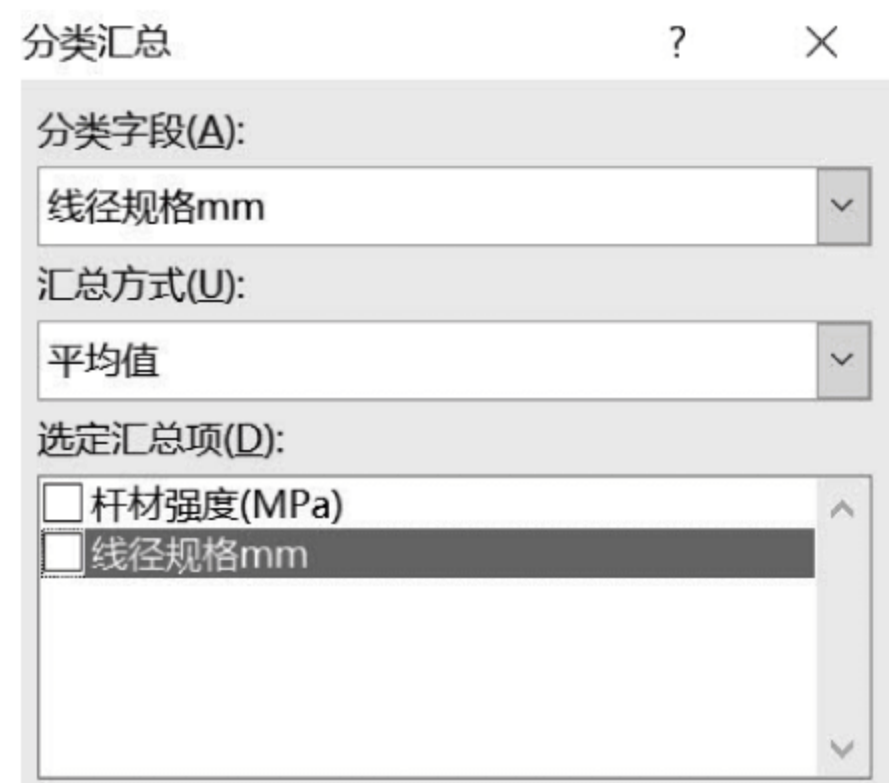 分类汇总 ?
分类字段(A):
线径规格mm
汇总方式(U):
平均值
选定汇总项(D):
杆材强度(MPa)
线径规格mm